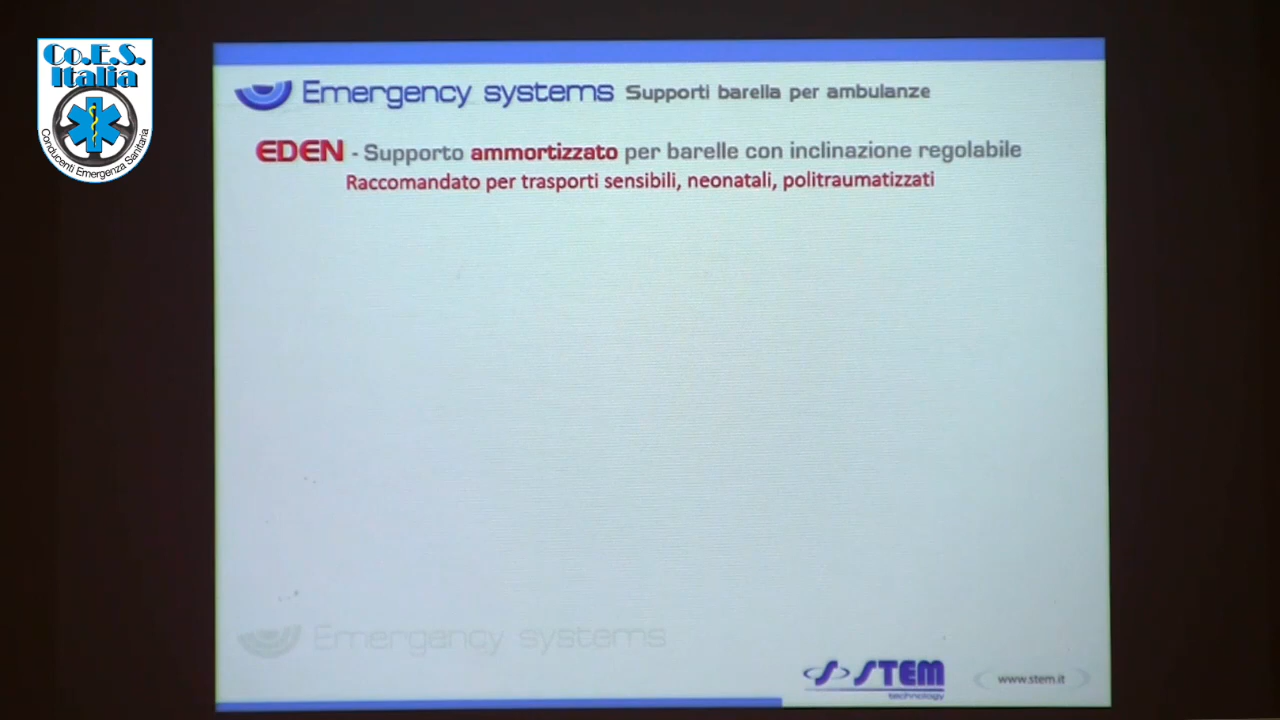 Co.E.S.
Italia
Conducenti Emergenza Sanitaria
Emergency systems Supporti barella per ambulanze
EDEN - Supporto ammortizzato per barelle con inclinazione regolabile
Raccomandato per trasporti sensibili, neonatali, politraumatizzati
Emergancy systems
STEM
technology
www.stem.it